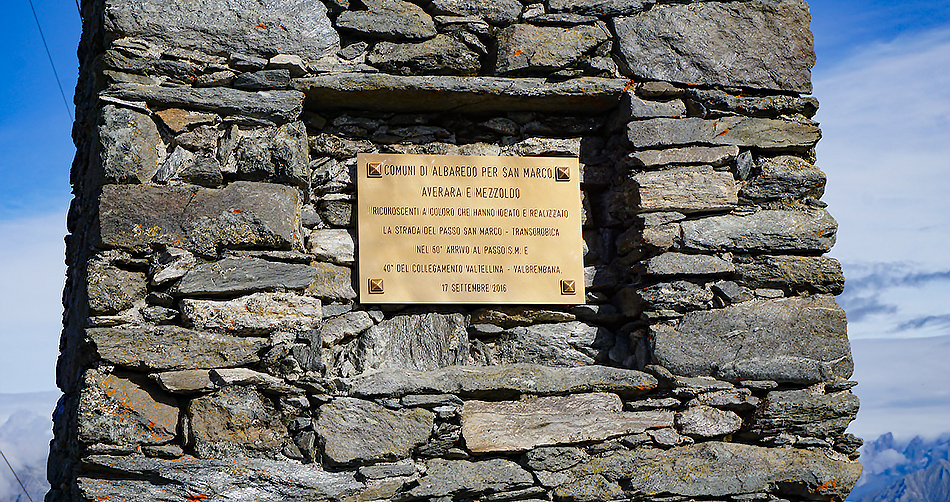 COMUNI DI ALBAREDO PER SAN MARCO,
AVERARA E MEZZOLDO
RICONOSCENTI A COLORO CHE HANNO IDEATO E REALIZZATO
LA STRADA DEL PASSO SAN MARCO - TRANSOROBICA
NEL 50° ARRIVO AL PASSO S.M. E
40° DEL COLLEGAMENTO VALTELLINA - VALBREMBANA.
17 SETTEMBRE 2016